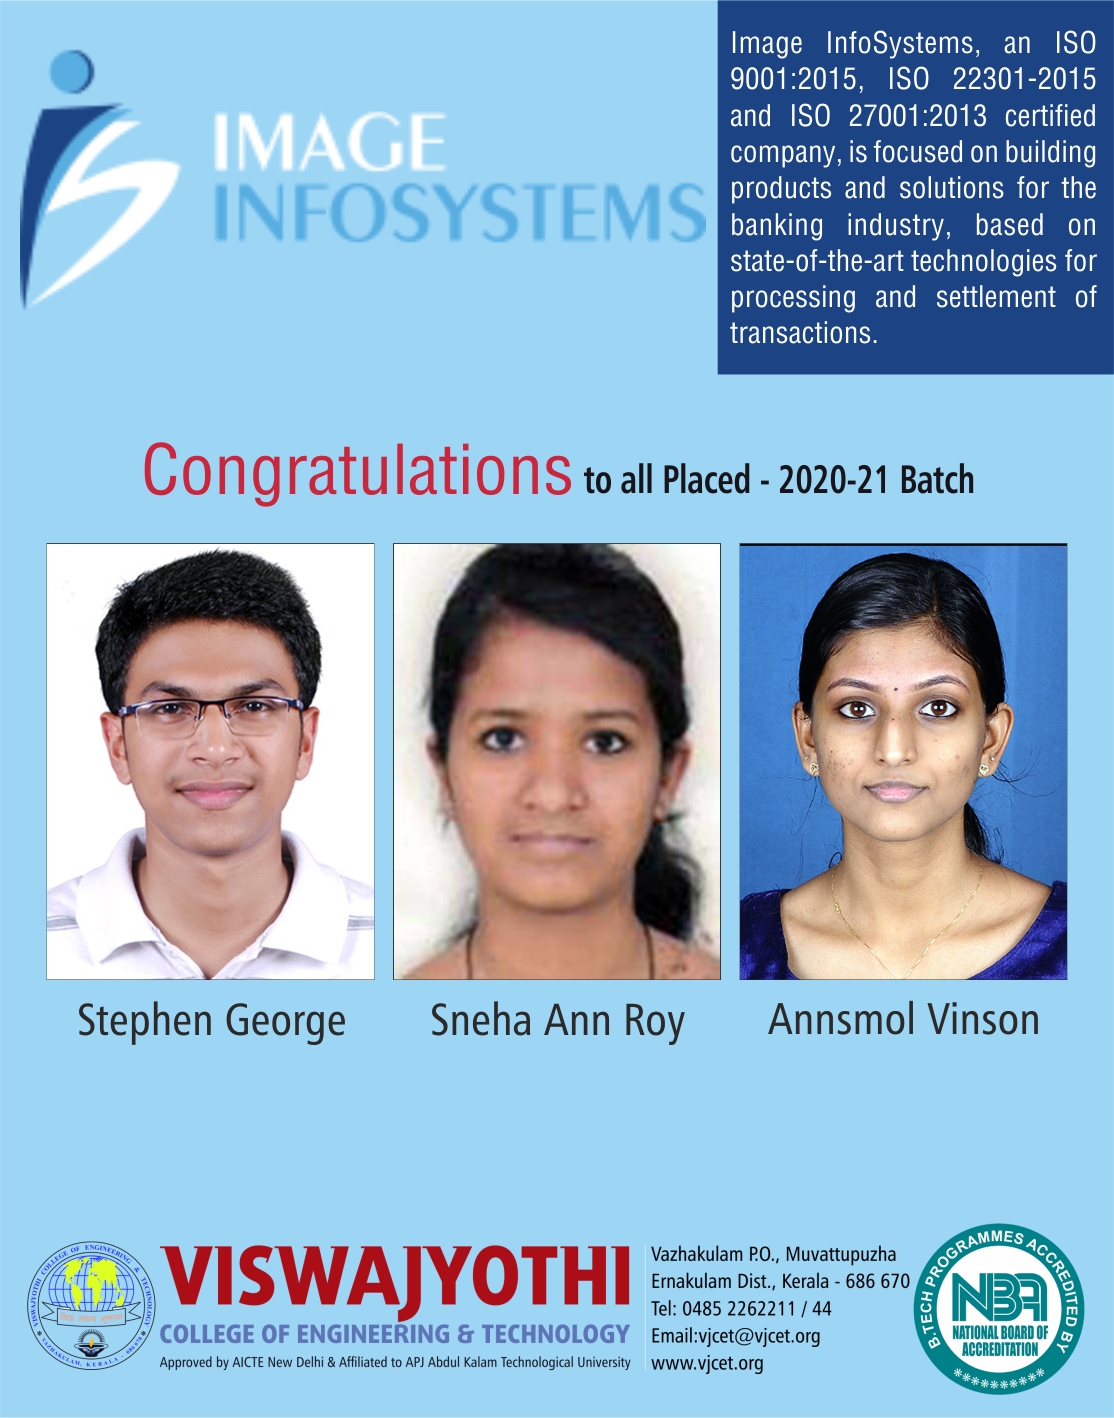 IMAGE
INFOSYSTEMS
Image InfoSystems, an ISO
9001:2015, ISO 22301-2015
and ISO 27001:2013 certified
company, is focused on building
products and solutions for the
banking industry, based on
state-of-the-art technologies for
processing and settlement of
transactions.
Congratulations to all Placed - 2020-21 Batch
Stephen George
Sneha Ann Roy
Annsmol Vinson
VISWAJYOTHI COLLEGE OF ENGINEERING & TECHNOLOGY
VAZHAKULAM, KERALA - 686 670
VISWAJYOTHI
COLLEGE OF ENGINEERING & TECHNOLOGY
Approved by AICTE New Delhi & Affiliated to APJ Abdul Kalam Technological University
Vazhakulam P.O., Muvattupuzha
Ernakulam Dist., Kerala - 686 670
Tel: 0485 2262211 / 44
Email:vjcet@vjcet.org
www.vjcet.org
B.TECH PROGRAMMES ACCREDITED BY
NBA
NATIONAL BOARD OF
ACCREDITATION